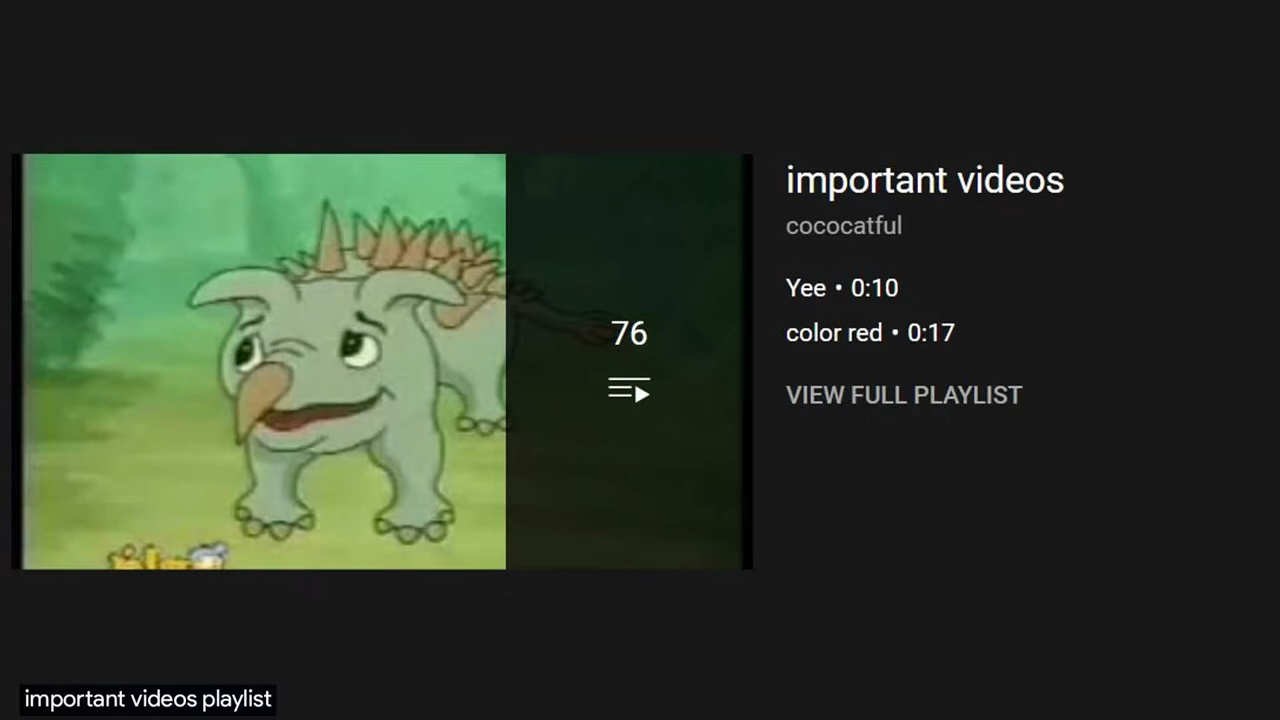 76
important videos
cococatful
Yee • 0:10
color red • 0:17
VIEW FULL PLAYLIST
important videos playlist